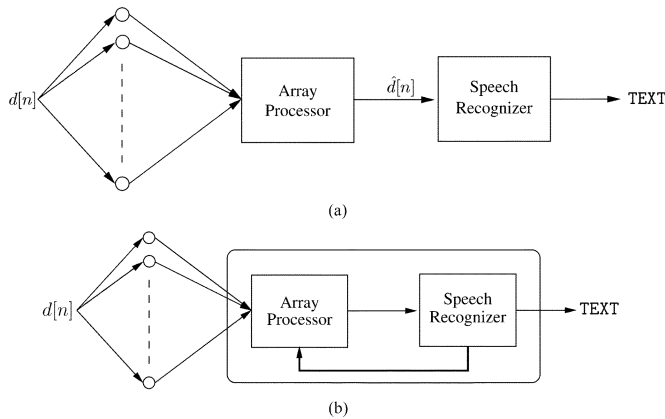 d[n]
Array
Processor
d̂[n]
Speech
Recognizer
TEXT
(a)
d[n]
Array
Processor
Speech
Recognizer
TEXT
(b)